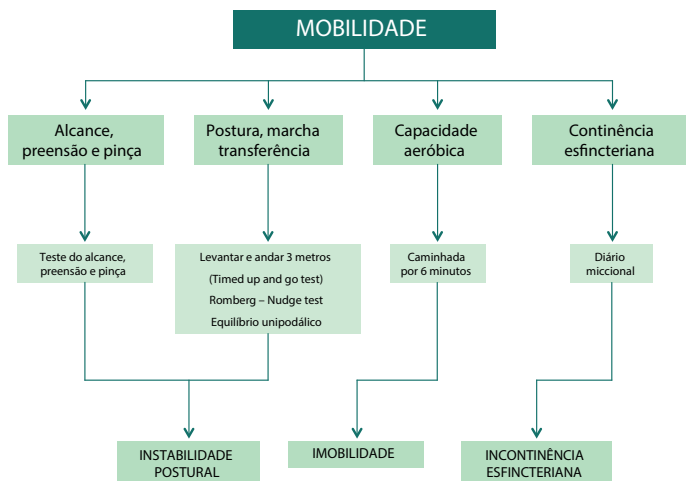 MOBILIDADE
Alcance,
preensão e pinça
Postura, marcha
transferência
Capacidade
aeróbica
Continência
esfincteriana
Teste do alcance,
preensão e pinça
Levantar e andar 3 metros
(Timed up and go test)
Romberg – Nudge test
Equilíbrio unipodálico
Caminhada
por 6 minutos
Diário
miccional
INSTABILIDADE
POSTURAL
IMOBILIDADE
INCONTINÊNCIA
ESFINCTERIANA